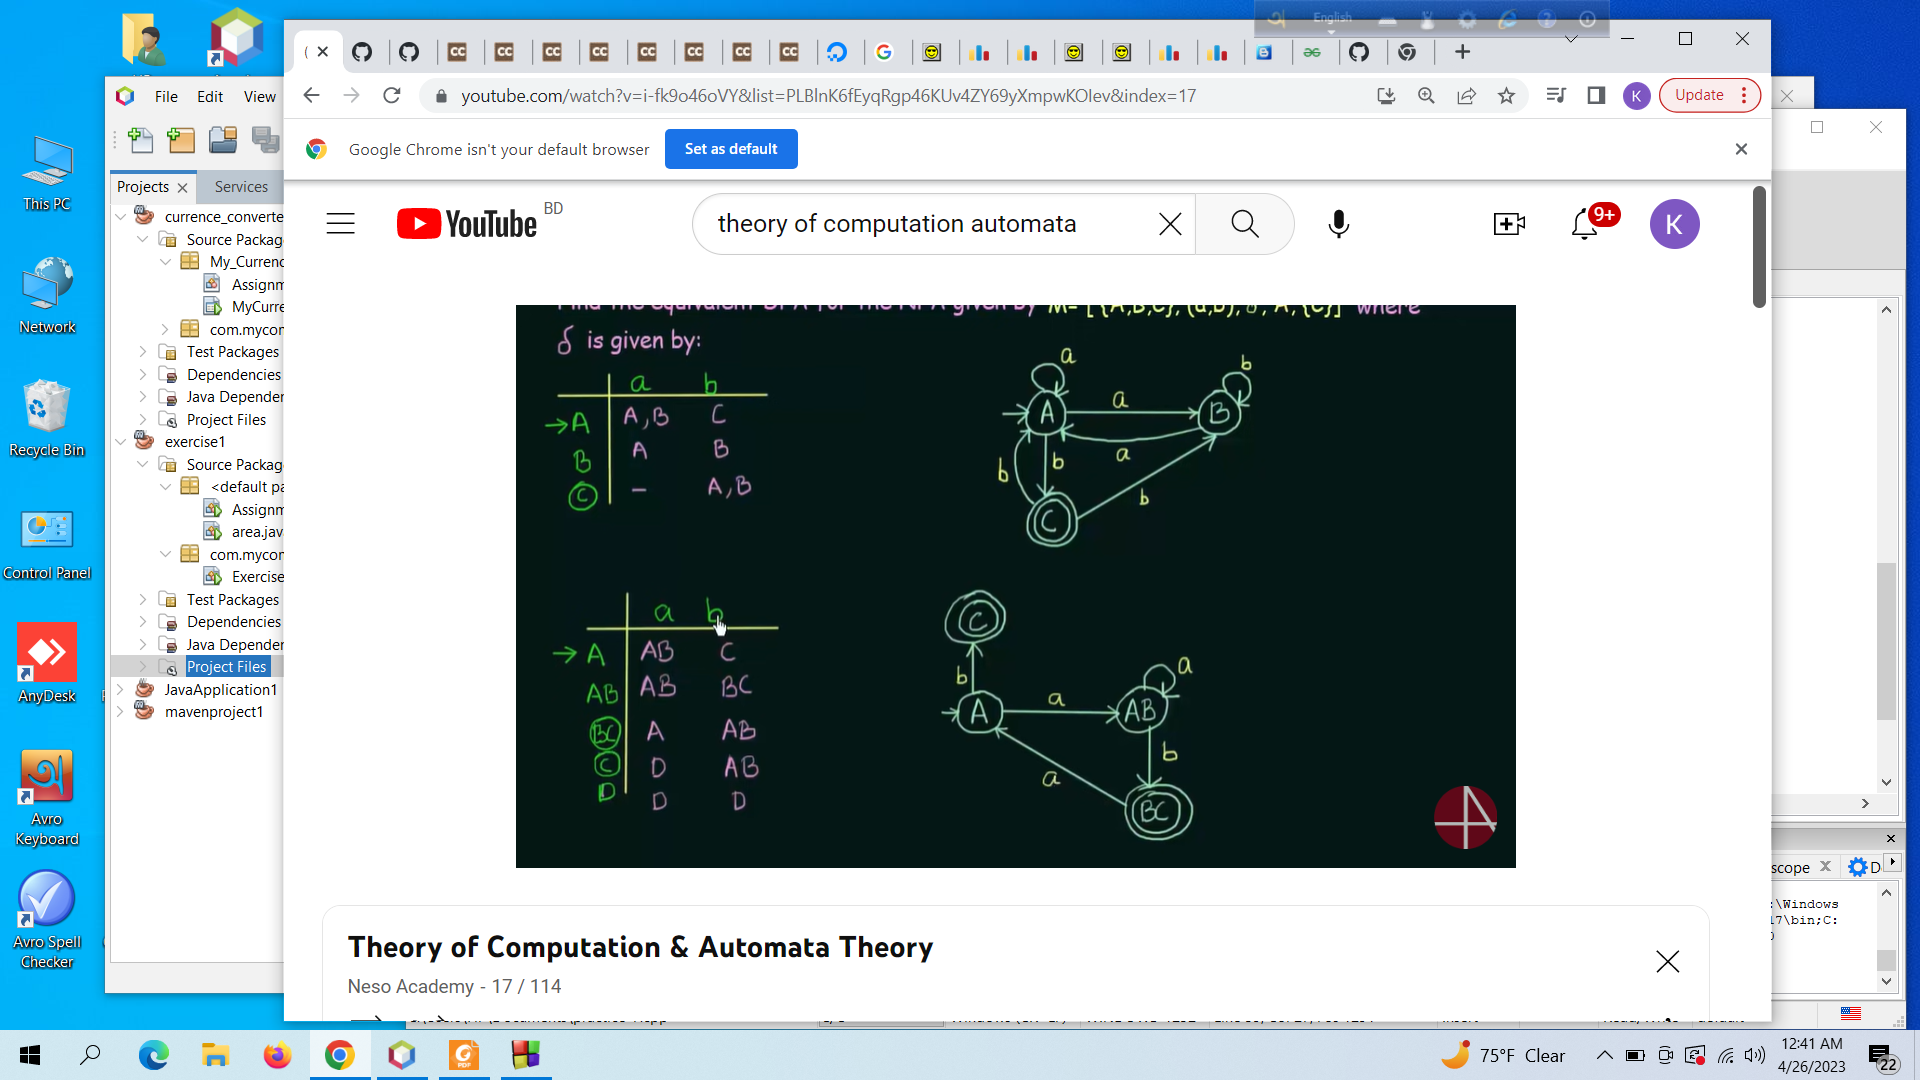 English
youtube.com/watch?v=i-fk9o46oVY&list=PLBlnK6fEyqRgp46KUv4ZY69yXmpwKOIev&index=17
K
Update
File Edit View
Google Chrome isn't your default browser
Set as default
Projects
Services
YouTube BD
theory of computation automata
9+
K
This PC
Network
Recycle Bin
Control Panel
AnyDesk
Avro
Keyboard
Avro Spell
Checker
currence_converte
Source Packag
My_Curren
Assignm
MyCurre
com.mycor
Test Packages
Dependencies
Java Depender
Project Files
exercise1
Source Packag
<default pa
Assignm
area.jav
com.mycor
Exercise
Test Packages
Dependencies
Java Depender
Project Files
JavaApplication1
mavenproject1
M= [ {A,B,C}, (a,b), δ, A, {C}] where
δ is given by:
a b
→A A,B C
B A B
C – A,B
a
A
a
B
b
a
b
b
C
b
a b
→ A AB C
AB AB BC
BC A AB
C D AB
D D D
C
b
A
a
AB
a
b
a
BC
Theory of Computation & Automata Theory
Neso Academy - 17 / 114
scope
D
:\Windows
17\bin;C:
75°F Clear
12:41 AM
4/26/2023
22